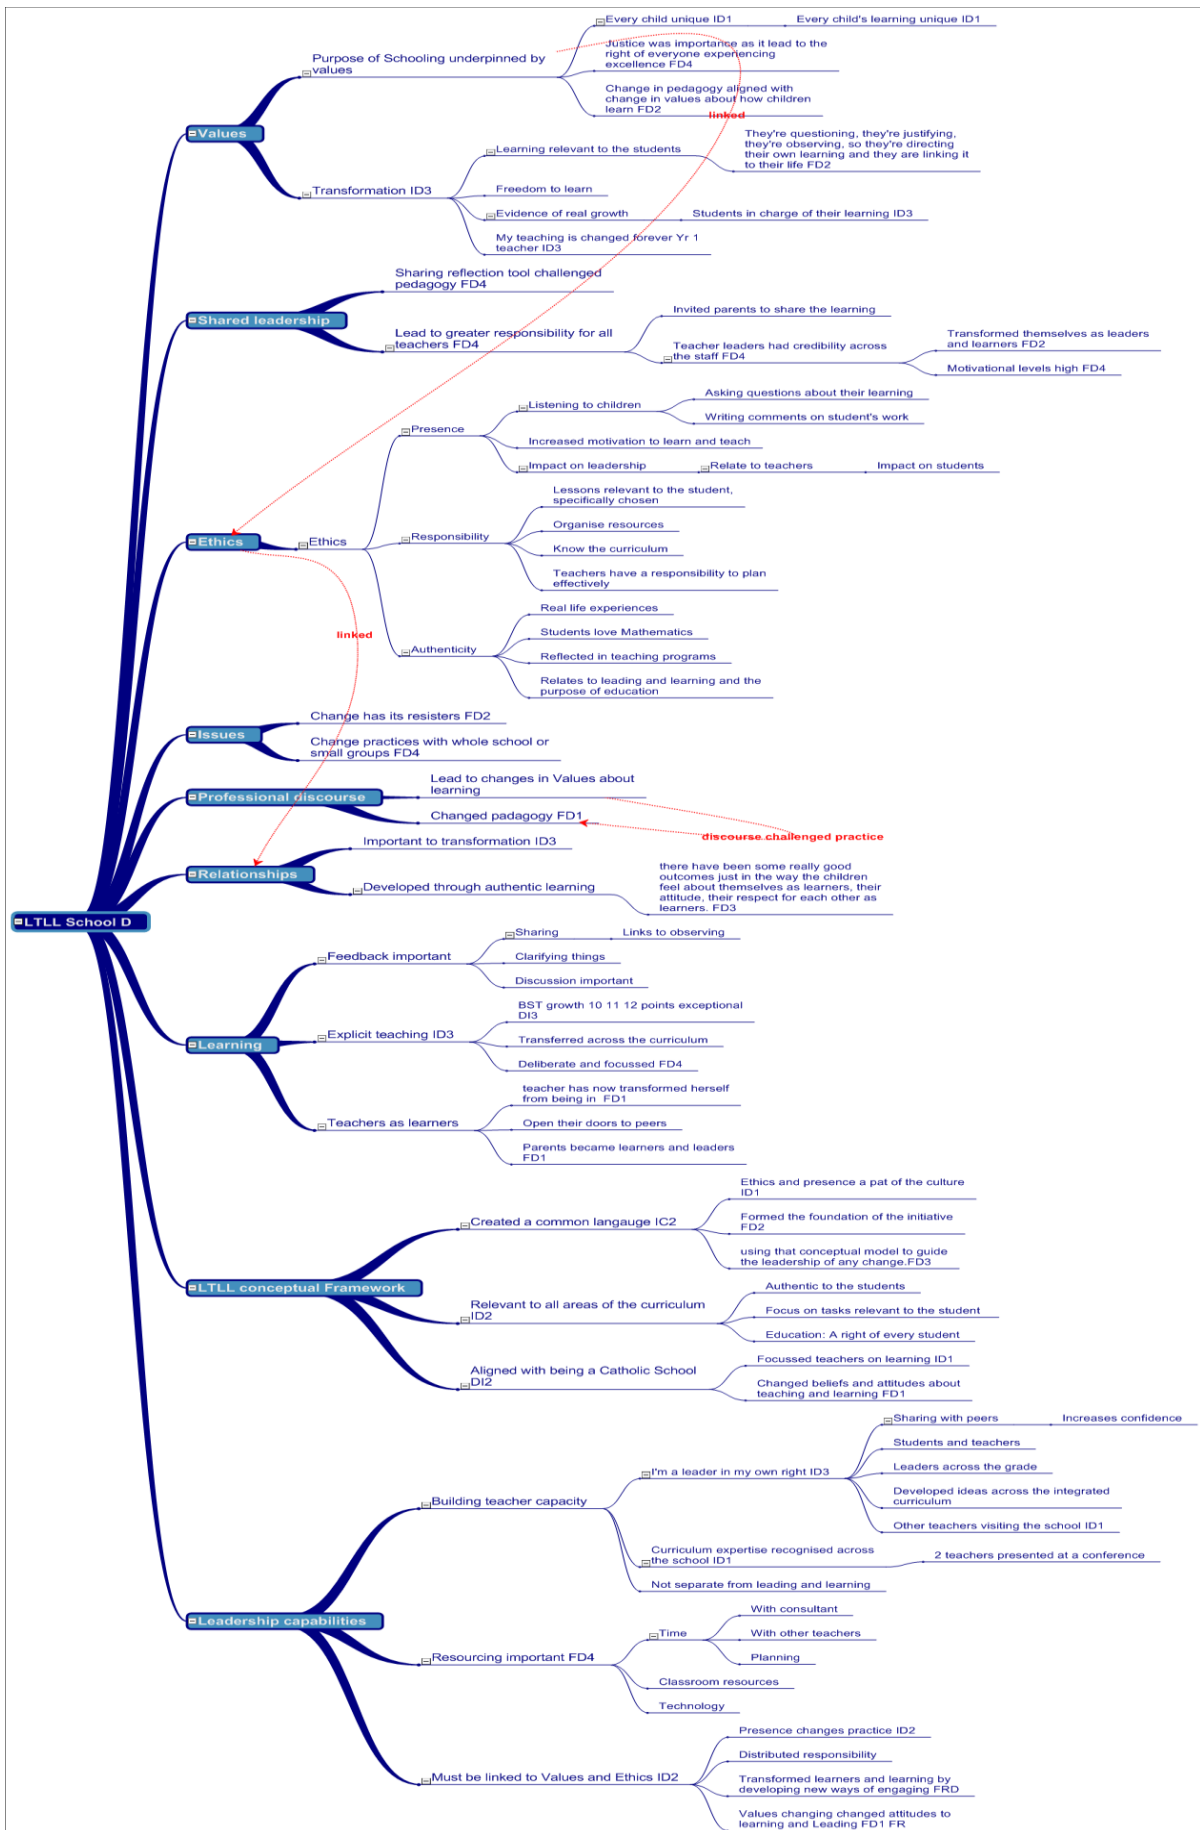 Every child unique ID1
Every child's learning unique ID1
Purpose of Schooling underpinned by
values
Justice was importance as it lead to the
right of everyone experiencing
excellence FD4
Change in pedagogy aligned with
change in values about how children
learn FD2
linked
Values
They're questioning, they're justifying,
they're observing, so they're directing
their own learning and they are linking it
to their life FD2
Learning relevant to the students
Transformation ID3
Freedom to learn
Evidence of real growth
Students in charge of their learning ID3
My teaching is changed forever Yr 1
teacher ID3
Sharing reflection tool challenged
pedagogy FD4
Shared leadership
Lead to greater responsibility for all
teachers FD4
Invited parents to share the learning
Teacher leaders had credibility across
the staff FD4
Transformed themselves as leaders
and learners FD2
Motivational levels high FD4
Asking questions about their learning
Listening to children
Writing comments on student's work
Presence
Increased motivation to learn and teach
Impact on leadership
Relate to teachers
Impact on students
Lessons relevant to the student,
specifically chosen
Organise resources
Ethics
Ethics
Responsibility
Know the curriculum
Teachers have a responsibility to plan
effectively
Real life experiences
linked
Students love Mathematics
Authenticity
Reflected in teaching programs
Relates to leading and learning and the
purpose of education
Change has its resisters FD2
Issues
Change practices with whole school or
small groups FD4
Lead to changes in Values about
learning
Professional discourse
Changed padagogy FD1
discourse challenged practice
Important to transformation ID3
Relationships
Developed through authentic learning
there have been some really good
outcomes just in the way the children
feel about themselves as learners, their
attitude, their respect for each other as
learners. FD3
LTLL School D
Sharing
Links to observing
Feedback important
Clarifying things
Discussion important
BST growth 10 11 12 points exceptional
DI3
Learning
Explicit teaching ID3
Transferred across the curriculum
Deliberate and focussed FD4
teacher has now transformed herself
from being in FD1
Teachers as learners
Open their doors to peers
Parents became learners and leaders
FD1
Ethics and presence a pat of the culture
ID1
Created a common langauge IC2
Formed the foundation of the initiative
FD2
using that conceptual model to guide
the leadership of any change.FD3
LTLL conceptual Framework
Authentic to the students
Relevant to all areas of the curriculum
ID2
Focus on tasks relevant to the student
Education: A right of every student
Aligned with being a Catholic School
DI2
Focussed teachers on learning ID1
Changed beliefs and attitudes about
teaching and learning FD1
Sharing with peers
Increases confidence
Students and teachers
I'm a leader in my own right ID3
Leaders across the grade
Developed ideas across the integrated
curriculum
Building teacher capacity
Other teachers visiting the school ID1
Curriculum expertise recognised across
the school ID1
2 teachers presented at a conference
Not separate from leading and learning
Leadership capabilities
With consultant
Time
With other teachers
Resourcing important FD4
Planning
Classroom resources
Technology
Presence changes practice ID2
Distributed responsibility
Must be linked to Values and Ethics ID2
Transformed learners and learning by
developing new ways of engaging FRD
Values changing changed attitudes to
learning and Leading FD1 FR